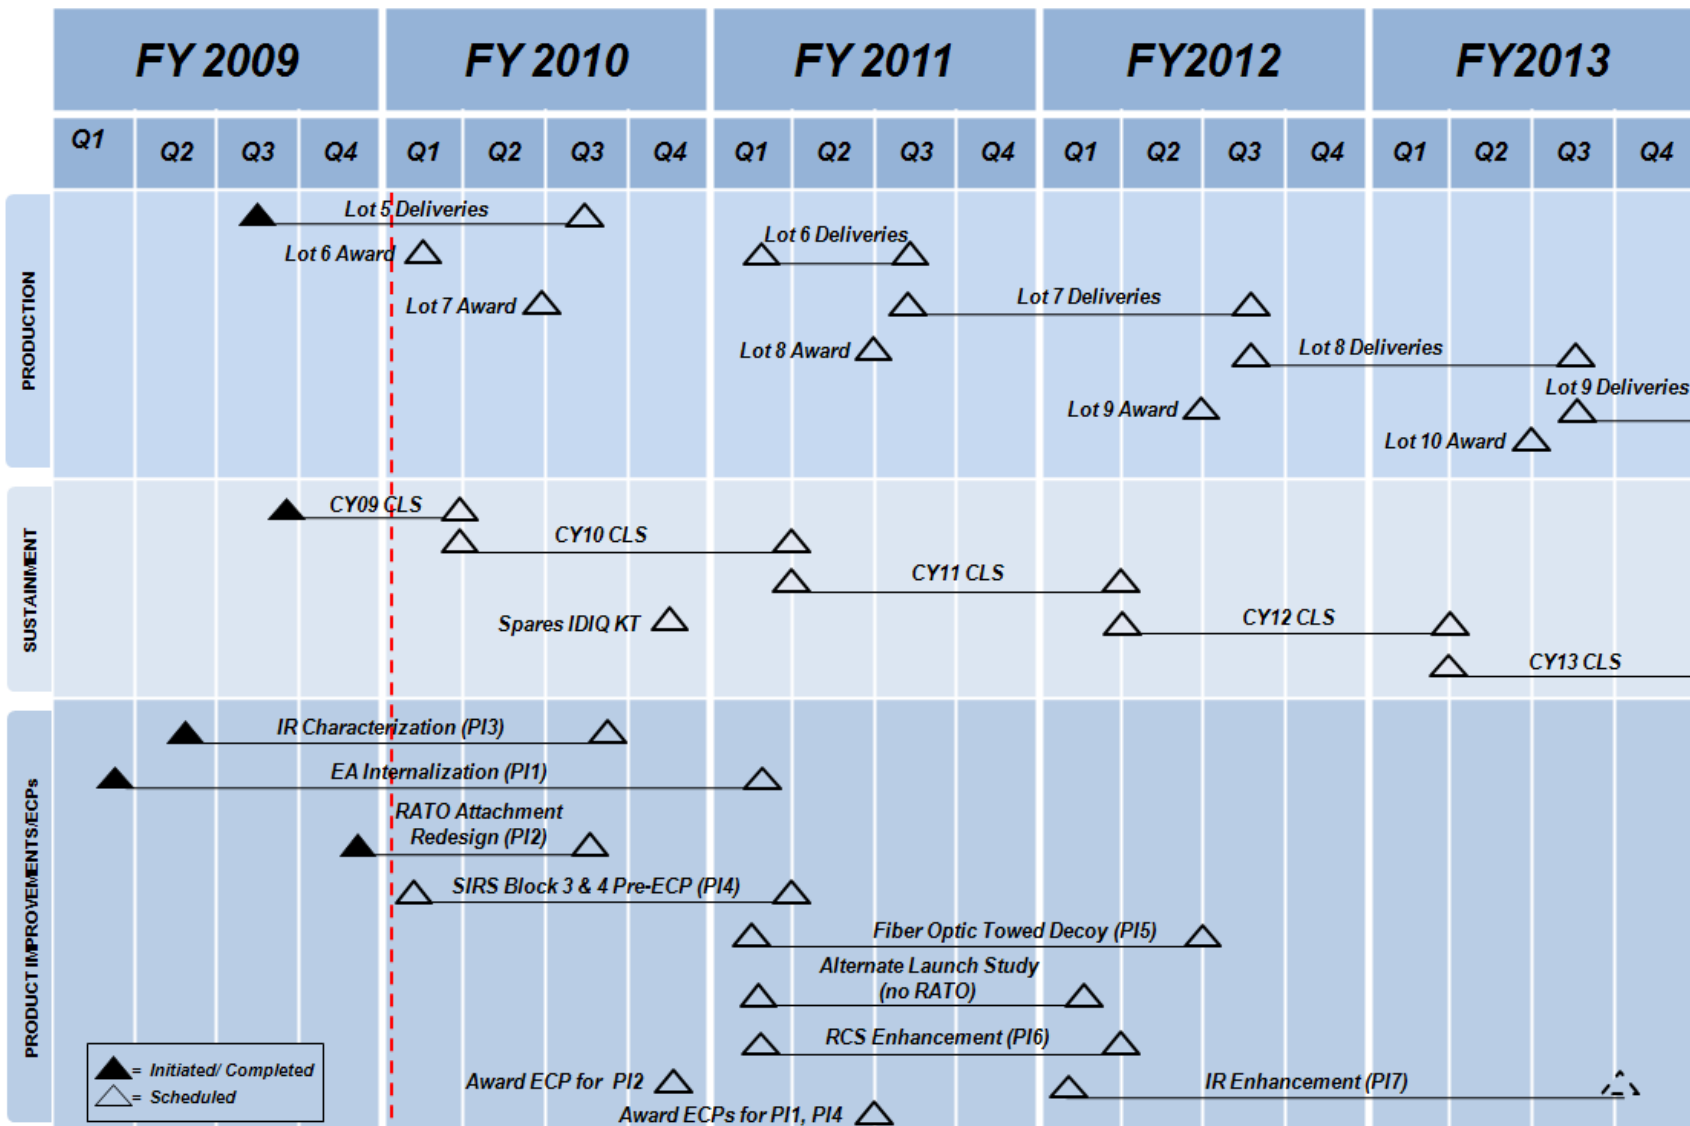 FY 2009 FY 2010 FY 2011 FY2012 FY2013
Q1 Q2 Q3 Q4 Q1 Q2 Q3 Q4 Q1 Q2 Q3 Q4 Q1 Q2 Q3 Q4 Q1 Q2 Q3 Q4
PRODUCTION
Lot 5 Deliveries
Lot 6 Award
Lot 6 Deliveries
Lot 7 Award
Lot 7 Deliveries
Lot 8 Award
Lot 8 Deliveries
Lot 9 Deliveries
Lot 9 Award
Lot 10 Award
SUSTAINMENT
CY09 CLS
CY10 CLS
CY11 CLS
Spares IDIQ KT
CY12 CLS
CY13 CLS
PRODUCT IMPROVEMENTS/ECPs
IR Characterization (PI3)
EA Internalization (PI1)
RATO Attachment
Redesign (PI2)
SIRS Block 3 & 4 Pre-ECP (PI4)
Fiber Optic Towed Decoy (PI5)
Alternate Launch Study
(no RATO)
RCS Enhancement (PI6)
Award ECP for PI2
IR Enhancement (PI7)
Award ECPs for PI1, PI4
= Initiated/ Completed
= Scheduled